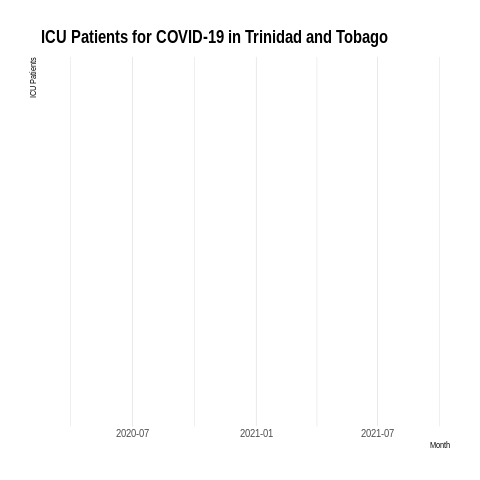 ICU Patients for COVID-19 in Trinidad and Tobago
ICU Patients
2020-07 2021-01 2021-07
Month